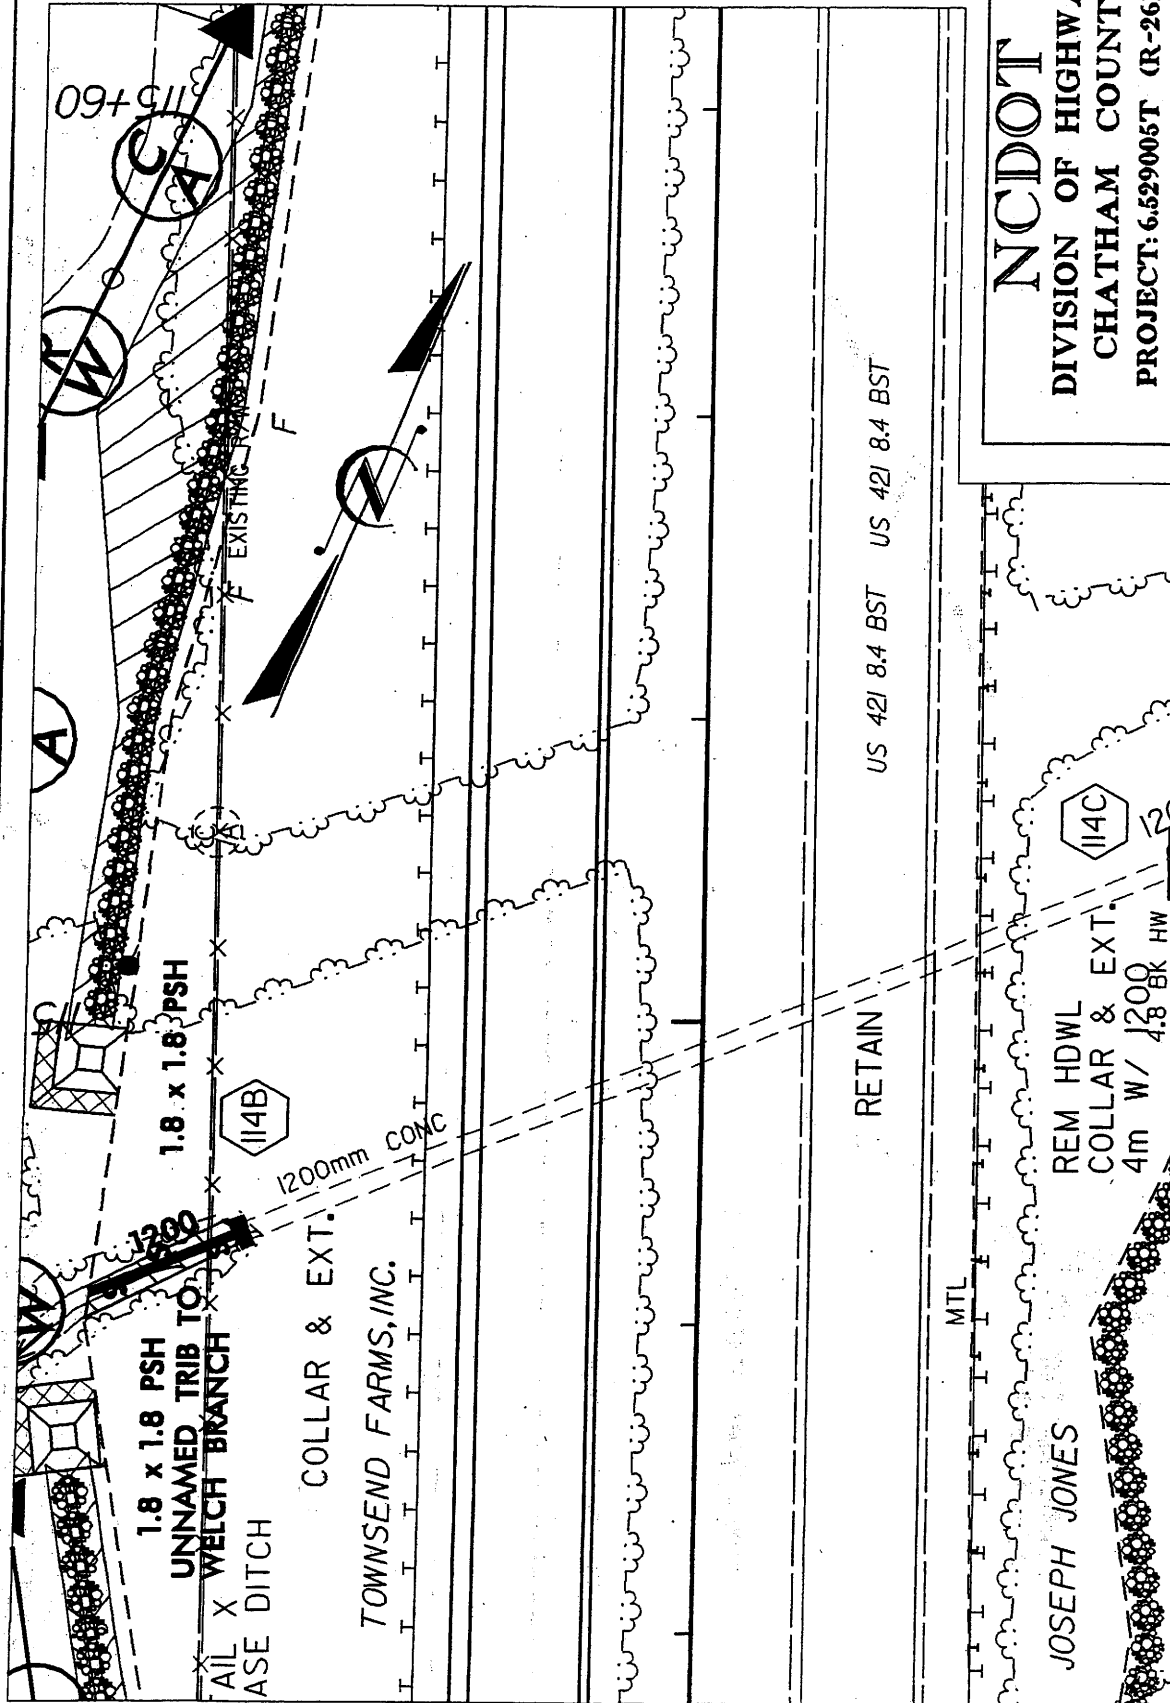 NCDOT
DIVISION OF HIGHWA
CHATHAM COUNT
PROJECT: 6.529005T (R-26
115+60
C
A
R
W
A
EXISTING R/W
F
F
N
1.8 x 1.8 PSH
114B
1200mm CONC
1200
S
S
S
W
1.8 x 1.8 PSH
UNNAMED TRIB TO
WELCH BRANCH
AIL X
ASE DITCH
COLLAR & EXT.
TOWNSEND FARMS, INC.
C
A
US 421 8.4 BST
US 421 8.4 BST
RETAIN
MTL
114C
REM HDWL
COLLAR & EXT.
4m W/ 1200
4.8 BK HW
JOSEPH JONES